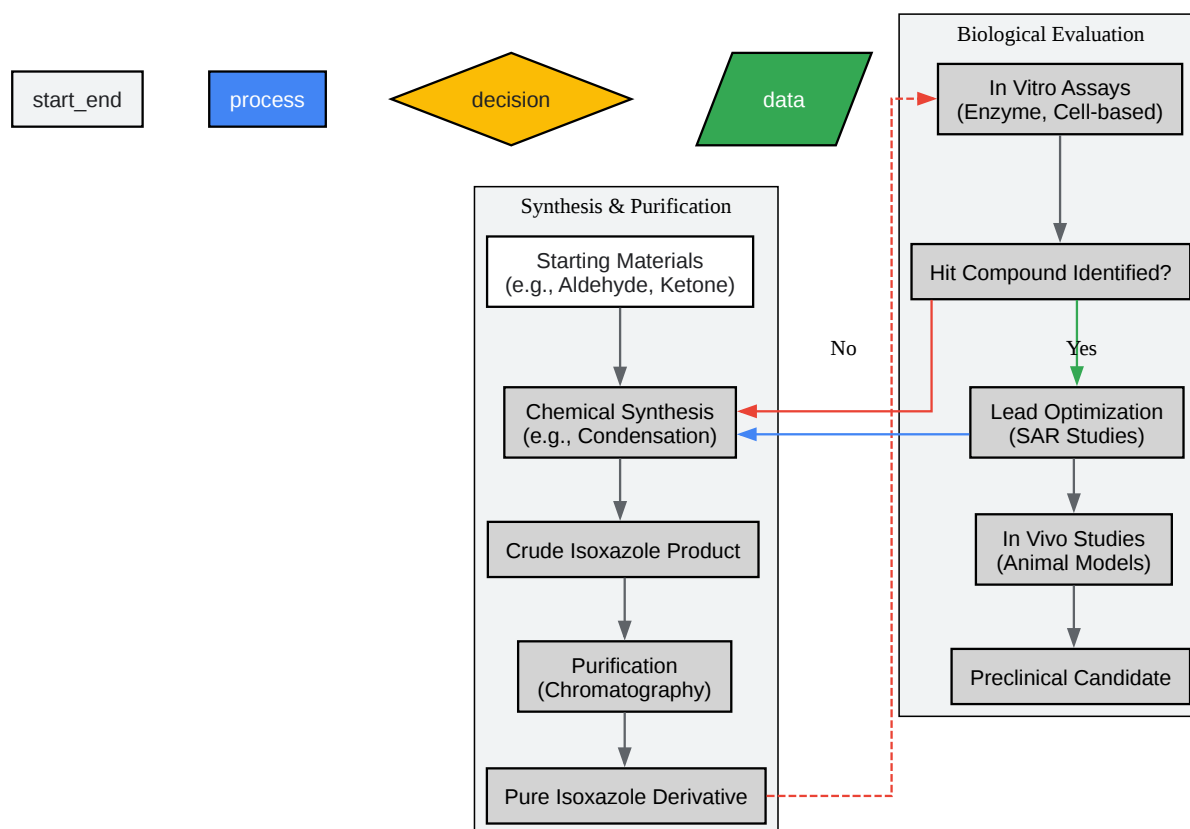 start_end
process
decision
data
Synthesis & Purification
Starting Materials
(e.g., Aldehyde, Ketone)
Chemical Synthesis
(e.g., Condensation)
Crude Isoxazole Product
Purification
(Chromatography)
Pure Isoxazole Derivative
Biological Evaluation
In Vitro Assays
(Enzyme, Cell-based)
Hit Compound Identified?
No
Yes
Lead Optimization
(SAR Studies)
In Vivo Studies
(Animal Models)
Preclinical Candidate